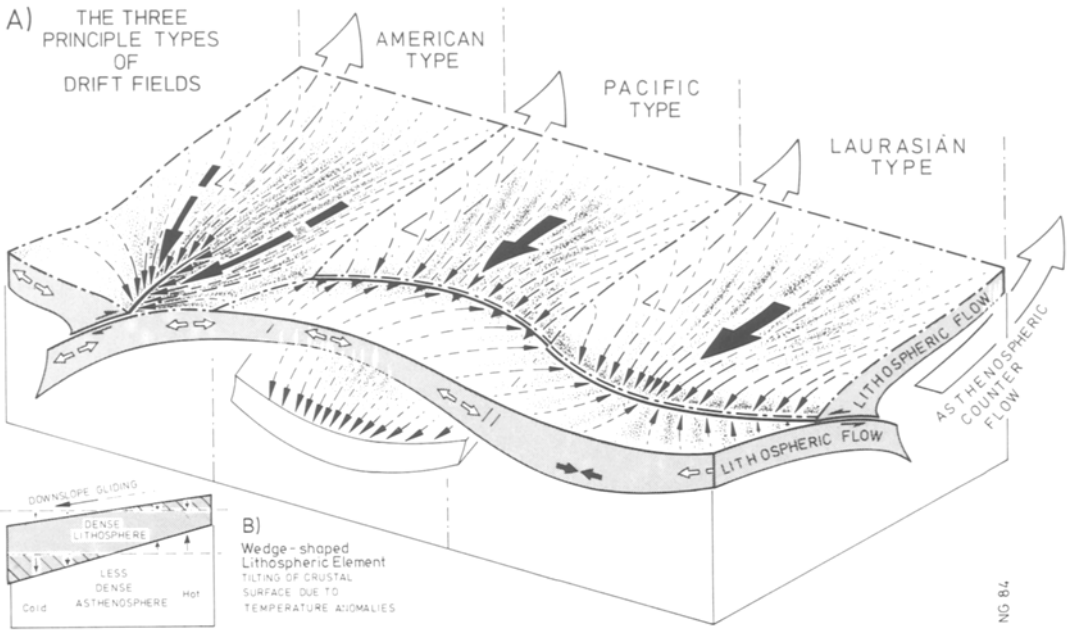 A)
THE THREE
PRINCIPLE TYPES
OF
DRIFT FIELDS
AMERICAN
TYPE
PACIFIC
TYPE
LAURASIAN
TYPE
LITHOSPHERIC FLOW
ASTHENOSPHERIC
COUNTER
FLOW
LITHOSPHERIC FLOW
DOWNSLOPE GLIDING
DENSE
LITHOSPHERE
LESS
DENSE
ASTHENOSPHERE
Cold
Hot
B)
Wedge-shaped
Lithospheric Element
TILTING OF CRUSTAL
SURFACE DUE TO
TEMPERATURE ANOMALIES
NG 84